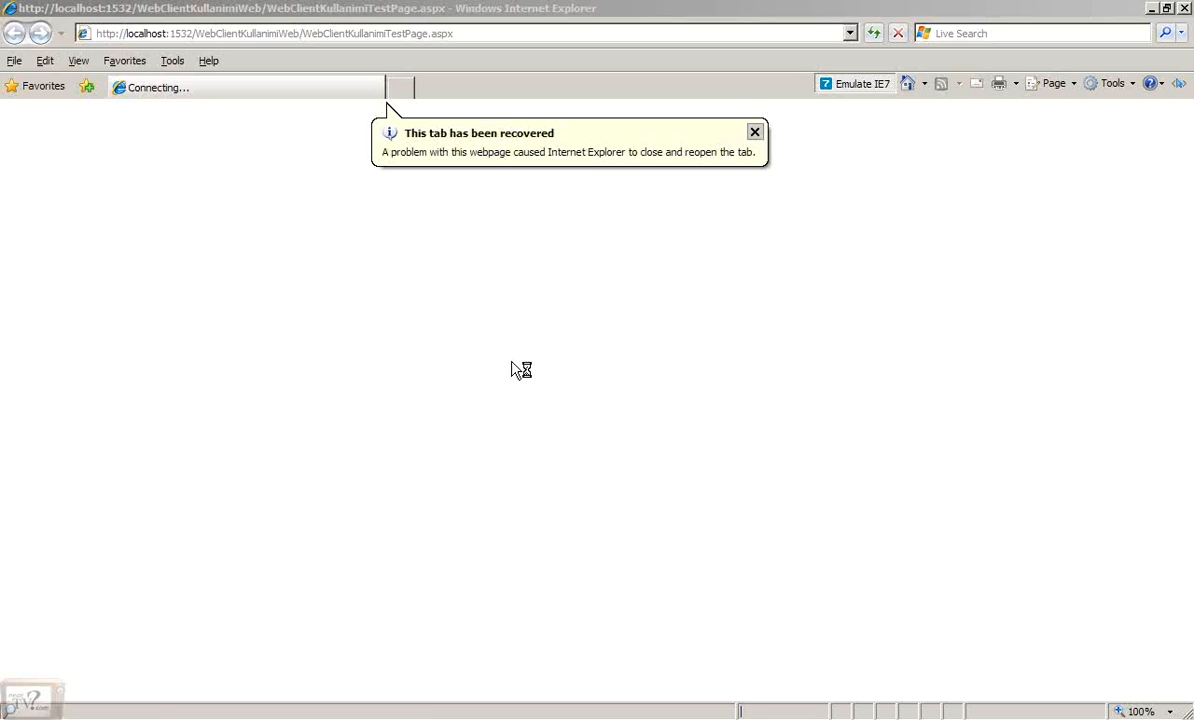 http://localhost:1532/WebClientKullanimiWeb/WebClientKullanimiTestPage.aspx - Windows Internet Explorer
http://localhost:1532/WebClientKullanimiWeb/WebClientKullanimiTestPage.aspx
Live Search
File Edit View Favorites Tools Help
Favorites
Connecting...
Emulate IE7
Page
Tools
This tab has been recovered
A problem with this webpage caused Internet Explorer to close and reopen the tab.
TV?
100%